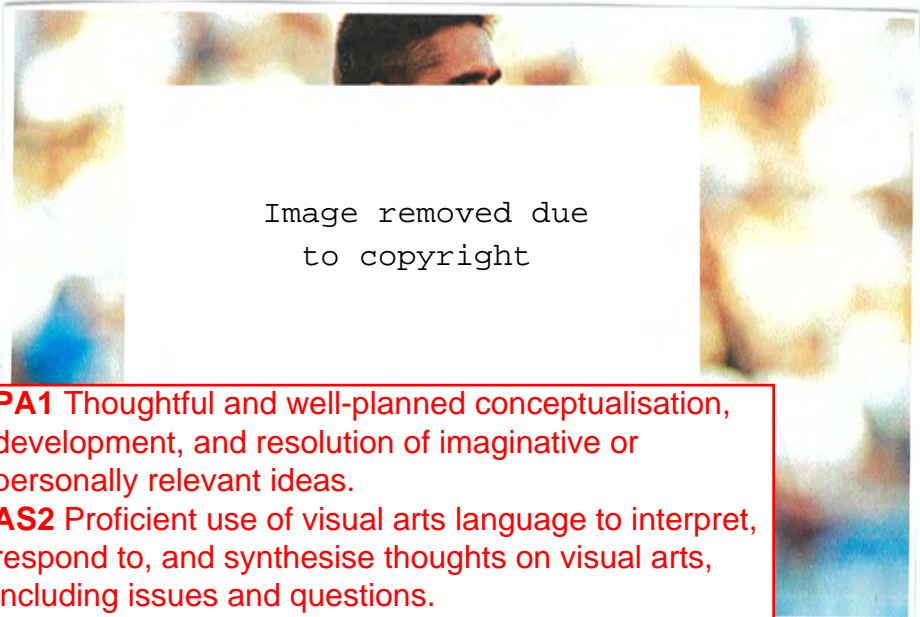 Image removed due
to copyright
PA1 Thoughtful and well-planned conceptualisation,
development, and resolution of imaginative or
personally relevant ideas.
AS2 Proficient use of visual arts language to interpret,
respond to, and synthesise thoughts on visual arts,
including issues and questions.